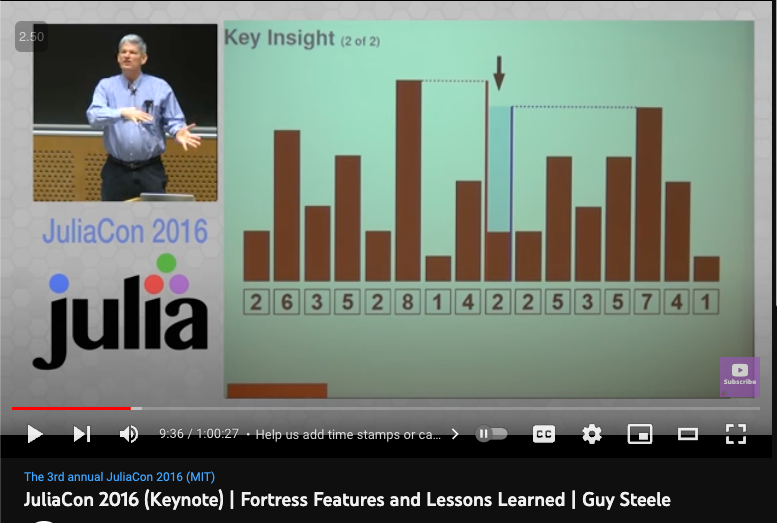 2.50
Key Insight (2 of 2)
JuliaCon 2016
julia
2 6 3 5 2 8 1 4 2 2 5 3 5 7 4 1
Subscribe
9:36 / 1:00:27 • Help us add time stamps or ca...
CC
The 3rd annual JuliaCon 2016 (MIT)
JuliaCon 2016 (Keynote) | Fortress Features and Lessons Learned | Guy Steele